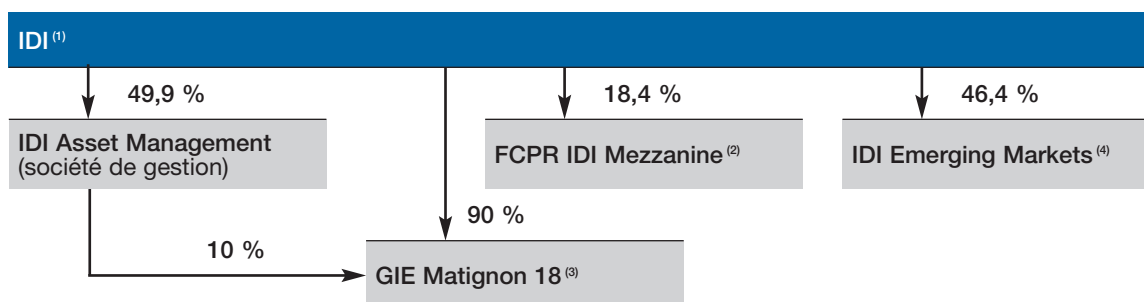 IDI (1)
49,9 %
18,4 %
46,4 %
IDI Asset Management
(société de gestion)
FCPR IDI Mezzanine (2)
IDI Emerging Markets (4)
90 %
10 %
GIE Matignon 18 (3)